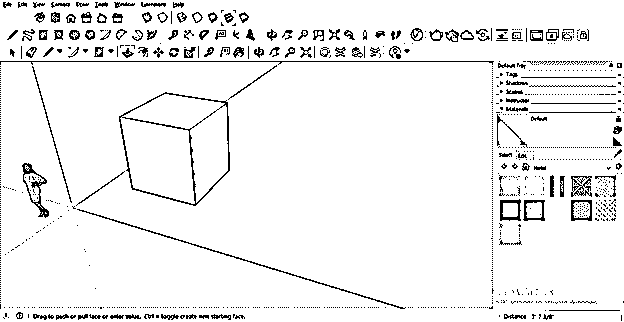 File Edit View Camera Draw Tools Window Extensions Help
Default Tray
Tags
Shadows
Scenes
Instructor
Materials
Default
Select Edit
Drag to push or pull face or enter value. Ctrl = toggle create new starting face.
Distance